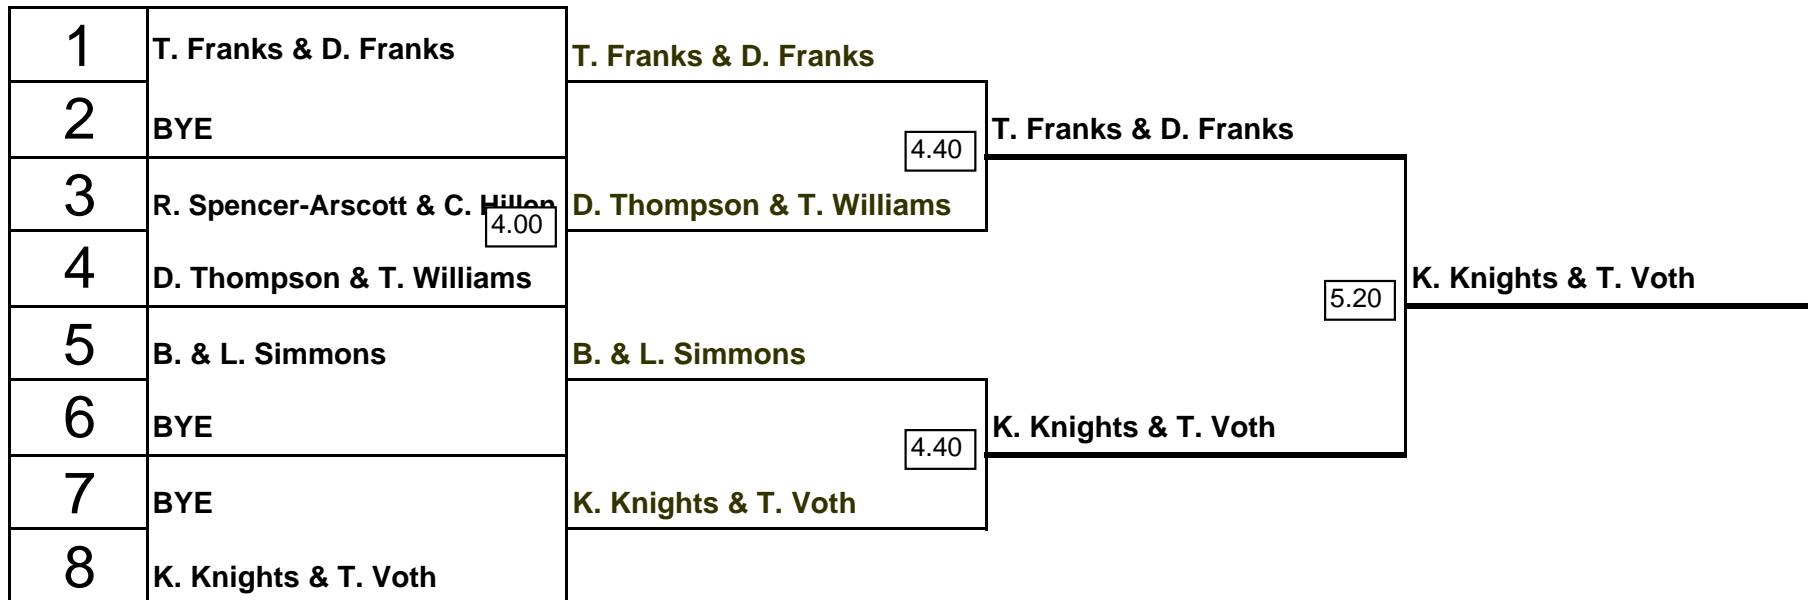 1 T. Franks & D. Franks T. Franks & D. Franks
2 BYE 4.40 T. Franks & D. Franks
3 R. Spencer-Arscott & C. D. Thompson & T. Williams
4.00
4 D. Thompson & T. Williams 5.20 K. Knights & T. Voth
5 B. & L. Simmons B. & L. Simmons
6 BYE 4.40 K. Knights & T. Voth
7 BYE K. Knights & T. Voth
8 K. Knights & T. Voth